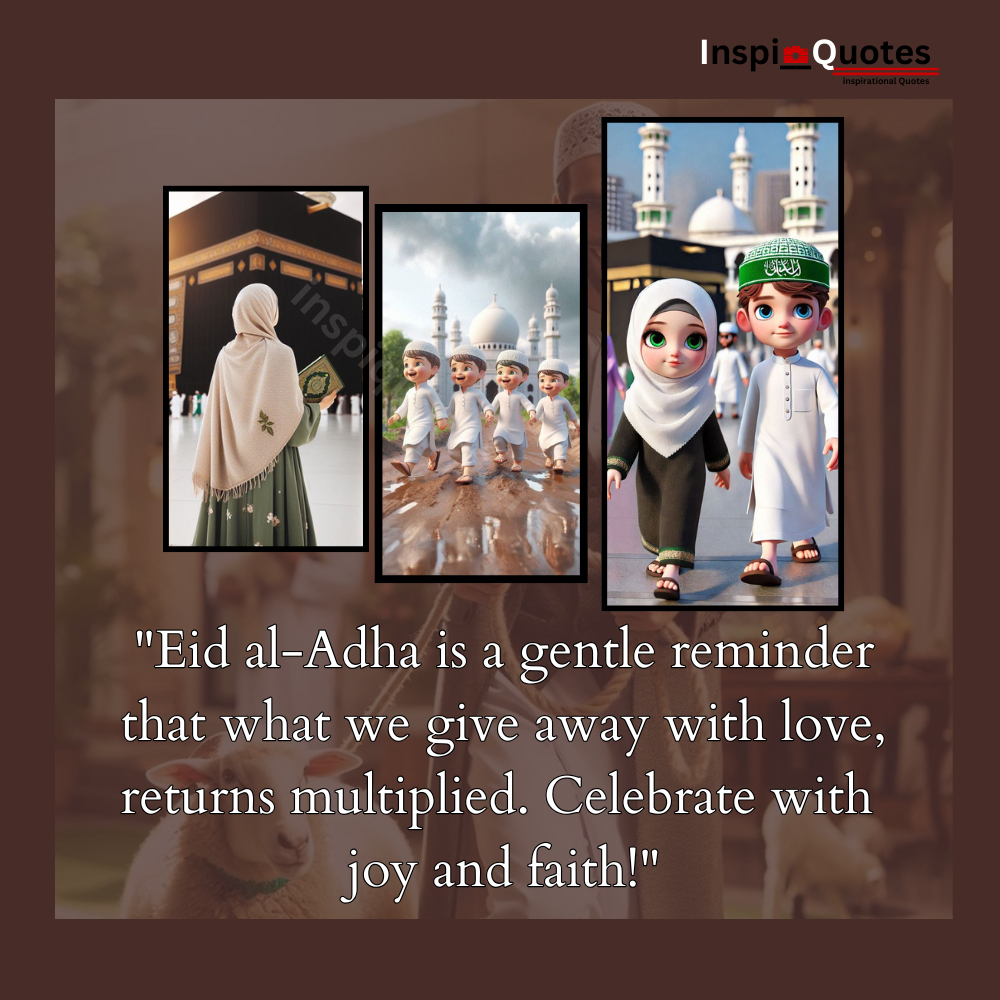 InspiQuotes
inspirational Quotes
"Eid al-Adha is a gentle reminder
that what we give away with love,
returns multiplied. Celebrate with
joy and faith!"